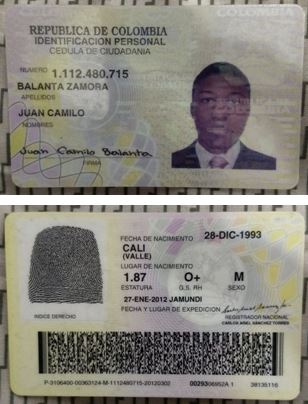 REPUBLICA DE COLOMBIA
IDENTIFICACION PERSONAL
CEDULA DE CIUDADANIA
NUMERO 1.112.480.715
BALANTA ZAMORA
APELLIDOS
JUAN CAMILO
NOMBRES
Juan Camilo Balanta
FIRMA
FECHA DE NACIMIENTO 28-DIC-1993
CALI
(VALLE)
LUGAR DE NACIMIENTO
1.87 O+ M
ESTATURA G.S. RH SEXO
27-ENE-2012 JAMUNDI
FECHA Y LUGAR DE EXPEDICION
REGISTRADOR NACIONAL
CARLOS ARIEL SÁNCHEZ TORRES
INDICE DERECHO
P-3106400-00363124-M-1112480715-20120302 0029306952A 1 38135116